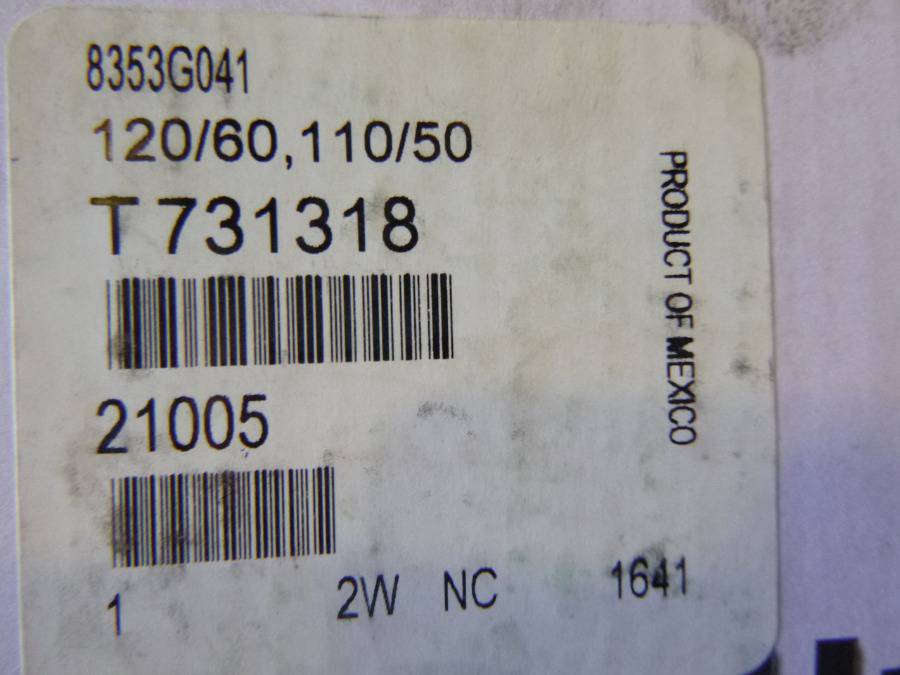 8353G041
120/60,110/50
T 731318
21005
1 2W NC 1641
PRODUCT OF MEXICO